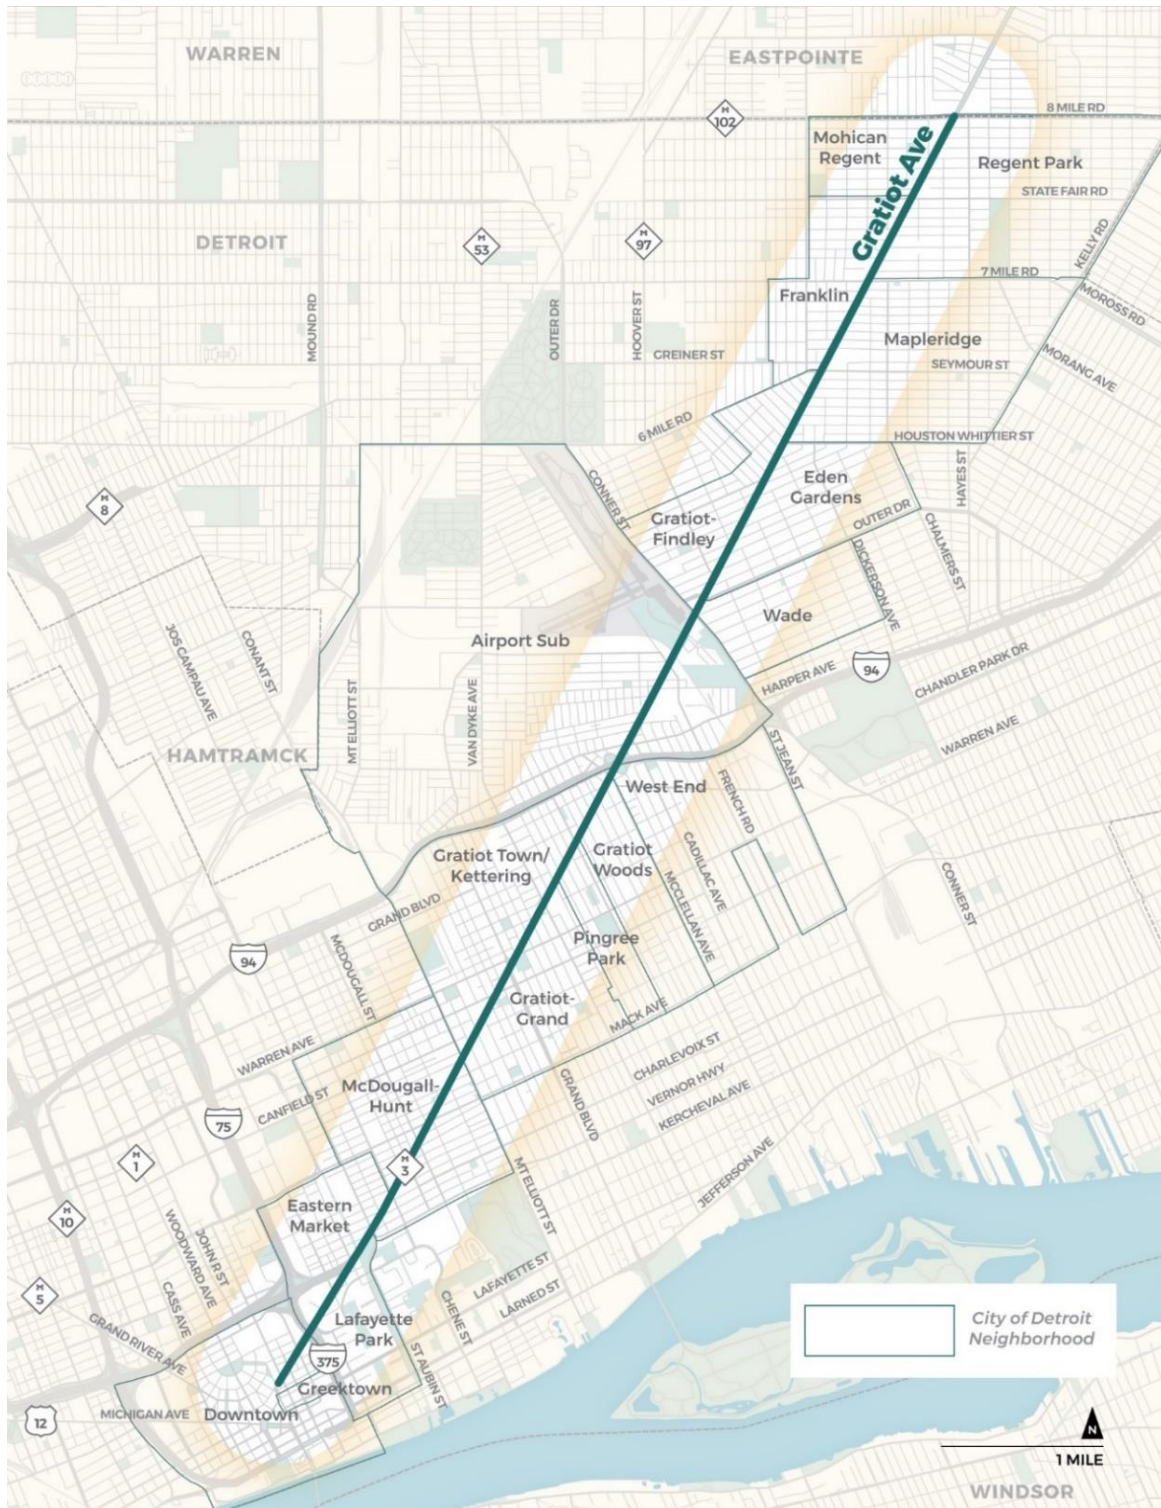 WARREN
EASTPOINTE
M
102
8 MILE RD
Mohican
Regent
Gratiot Ave
Regent Park
STATE FAIR RD
DETROIT
M
53
M
97
KELLY RD
7 MILE RD
MOROSS RD
Franklin
MOUND RD
OUTER DR
HOOVER ST
GREINER ST
Mapleridge
SEYMOUR ST
MORANG AVE
6 MILE RD
HOUSTON WHITTIER ST
M
8
CONNER ST
Eden
Gardens
HAYES ST
Gratiot-
Findley
OUTER DR
CHALMERS ST
DICKERSON AVE
Wade
JOS CAMPAU AVE
CONANT ST
Airport Sub
HARPER AVE
94
CHANDLER PARK DR
MT ELLIOTT ST
VAN DYKE AVE
WARREN AVE
HAMTRAMCK
ST JEAN ST
West End
FRENCH RD
Gratiot Town/
Kettering
Gratiot
Woods
CADILLAC AVE
MCCLELLAN AVE
CONNER ST
GRAND BLVD
94
MCDOUGALL ST
Pingree
Park
Gratiot-
Grand
MACK AVE
WARREN AVE
CHARLEVOIX ST
VERNOR HWY
KERCHEVAL AVE
McDougall-
Hunt
CANFIELD ST
GRAND BLVD
75
M
1
M
3
JEFFERSON AVE
MT ELLIOTT ST
Eastern
Market
M
10
WOODWARD AVE
JOHN R ST
CASS AVE
M
5
LAFAYETTE ST
LARNED ST
CHENE ST
GRAND RIVER AVE
Lafayette
Park
375
ST AUBIN ST
Greektown
MICHIGAN AVE
Downtown
12
City of Detroit
Neighborhood
N
1 MILE
WINDSOR